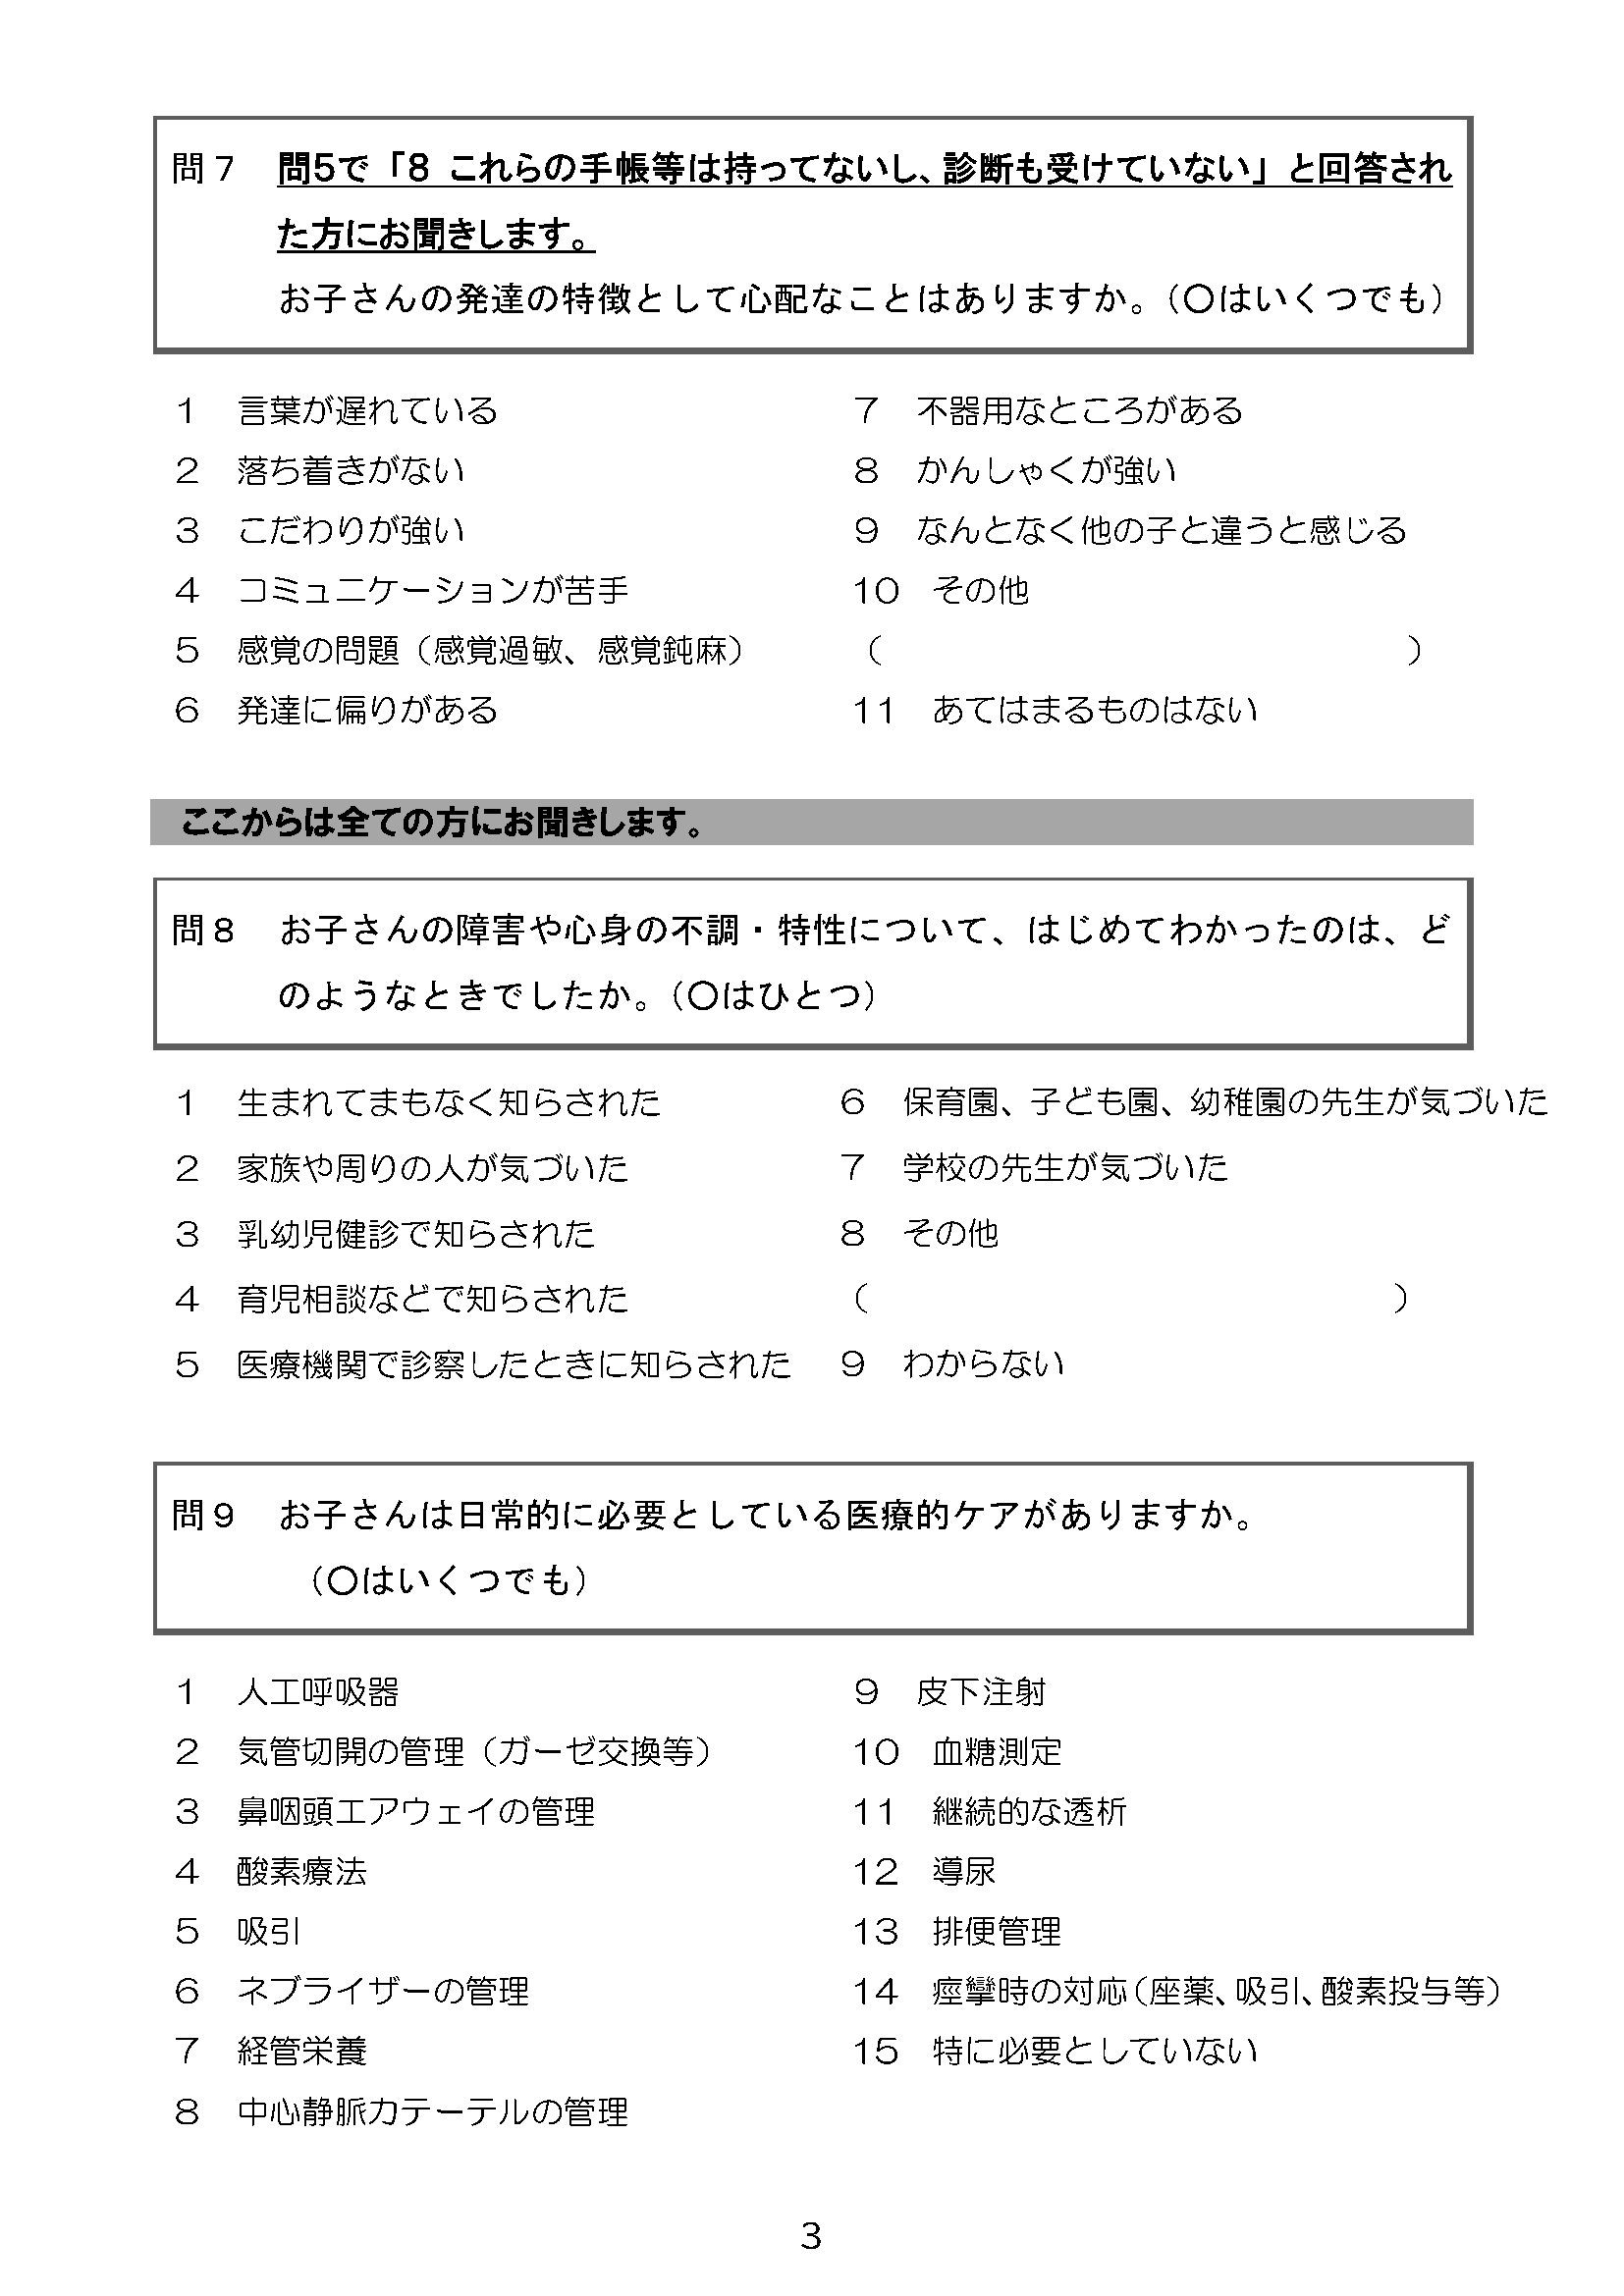 問７　問5で「8 これらの手帳等は持ってないし、診断も受けていない」と回答され
た方にお聞きします。
お子さんの発達の特徴として心配なことはありますか。（〇はいくつでも）
1　言葉が遅れている
2　落ち着きがない
3　こだわりが強い
4　コミュニケーションが苦手
5　感覚の問題（感覚過敏、感覚鈍麻）
6　発達に偏りがある
7　不器用なところがある
8　かんしゃくが強い
9　なんとなく他の子と違うと感じる
10　その他
（　　　　　　　　　　　　　　　　）
11　あてはまるものはない
ここからは全ての方にお聞きします。
問８　お子さんの障害や心身の不調・特性について、はじめてわかったのは、ど
のようなときでしたか。（〇はひとつ）
1　生まれてまもなく知らされた
2　家族や周りの人が気づいた
3　乳幼児健診で知らされた
4　育児相談などで知らされた
5　医療機関で診察したときに知らされた
6　保育園、子ども園、幼稚園の先生が気づいた
7　学校の先生が気づいた
8　その他
（　　　　　　　　　　　　　　　　）
9　わからない
問９　お子さんは日常的に必要としている医療的ケアがありますか。
（〇はいくつでも）
1　人工呼吸器
2　気管切開の管理（ガーゼ交換等）
3　鼻咽頭エアウェイの管理
4　酸素療法
5　吸引
6　ネブライザーの管理
7　経管栄養
8　中心静脈カテーテルの管理
9　皮下注射
10　血糖測定
11　継続的な透析
12　導尿
13　排便管理
14　痙攣時の対応（座薬、吸引、酸素投与等）
15　特に必要としていない
3